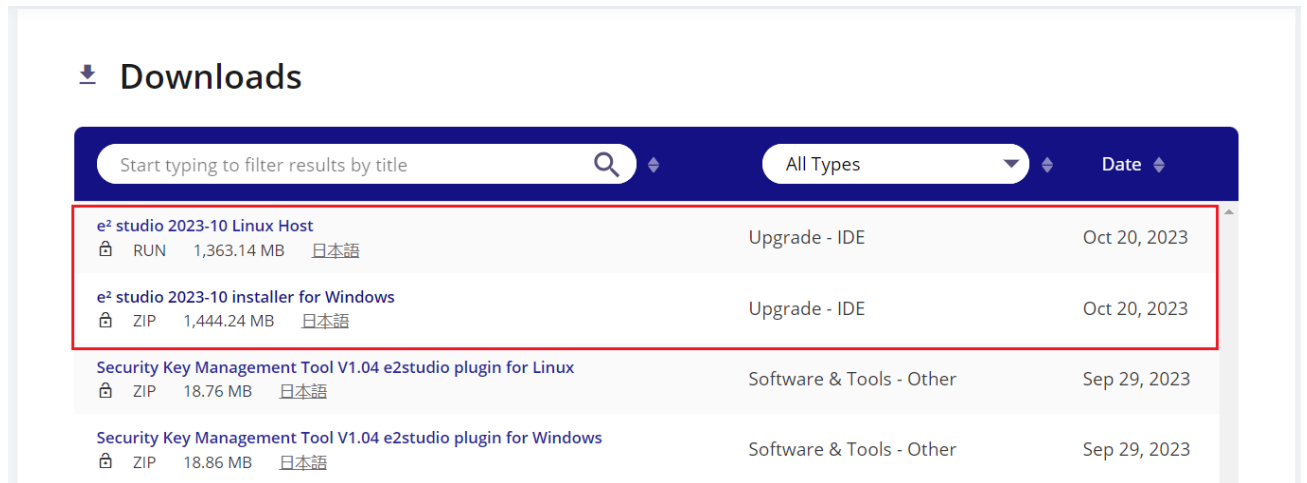 Downloads
Start typing to filter results by title
All Types
Date
e² studio 2023-10 Linux Host
Upgrade - IDE
Oct 20, 2023
RUN 1,363.14 MB 日本語
e² studio 2023-10 installer for Windows
Upgrade - IDE
Oct 20, 2023
ZIP 1,444.24 MB 日本語
Security Key Management Tool V1.04 e2studio plugin for Linux
Software & Tools - Other
Sep 29, 2023
ZIP 18.76 MB 日本語
Security Key Management Tool V1.04 e2studio plugin for Windows
Software & Tools - Other
Sep 29, 2023
ZIP 18.86 MB 日本語